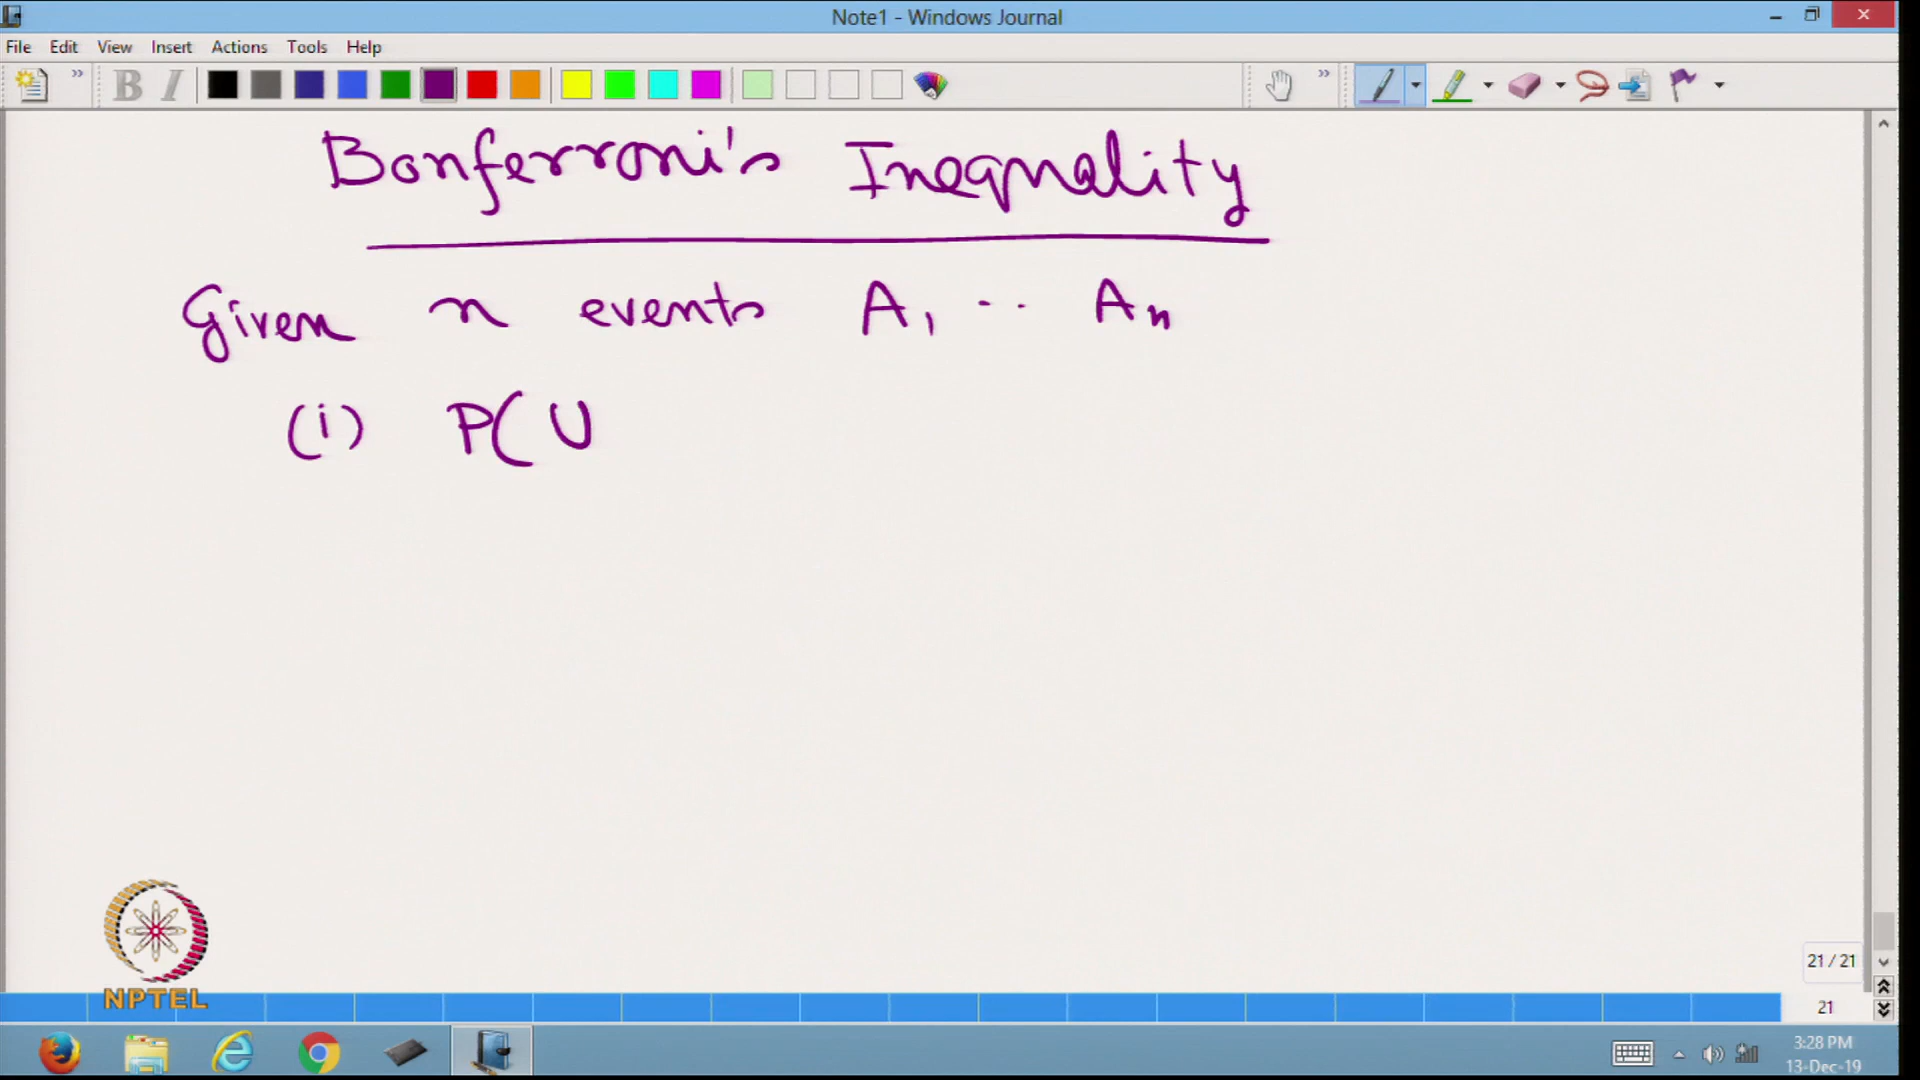 Note1 - Windows Journal
File Edit View Insert Actions Tools Help
B I
Bonferroni's Inequality
Given n events A₁ .. Aₙ
(i) P( ∪
NPTEL
21 / 21
21
3:28 PM
13-Dec-19